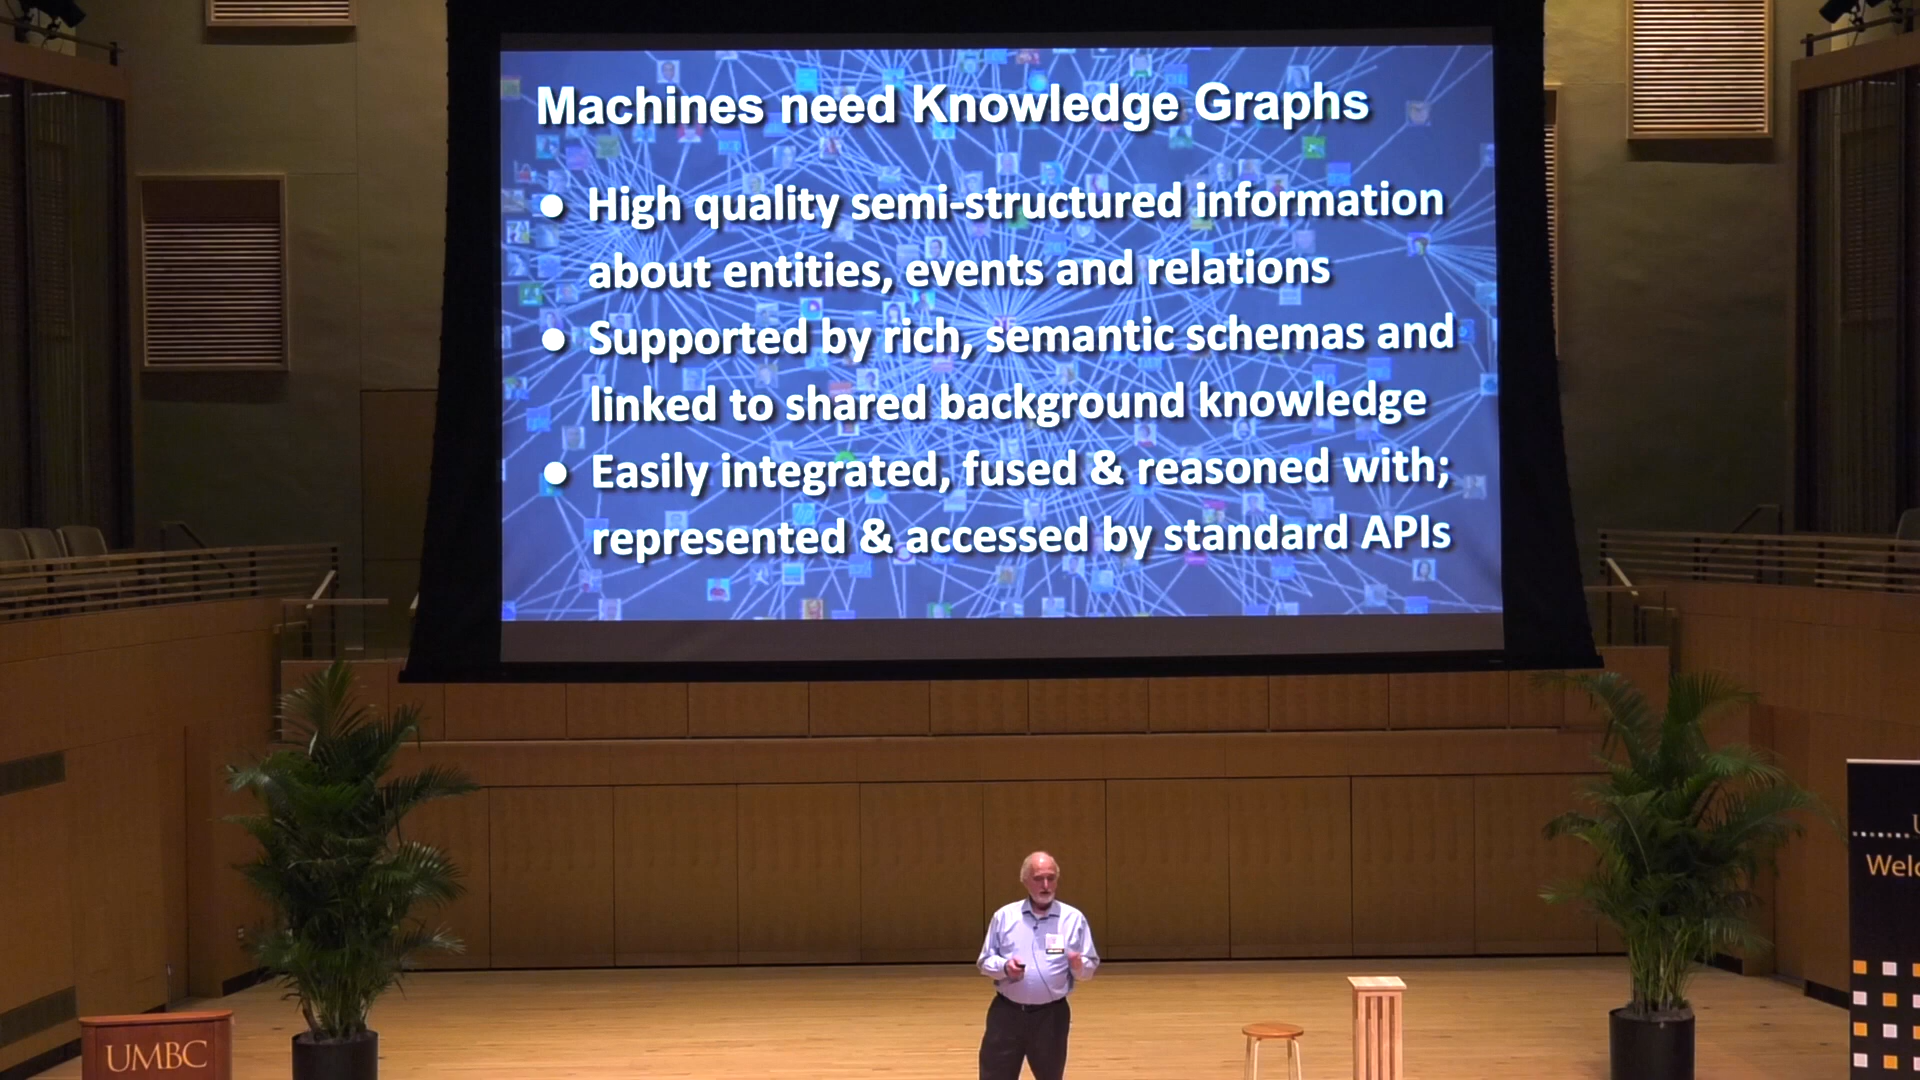 Machines need Knowledge Graphs
● High quality semi-structured information
about entities, events and relations
● Supported by rich, semantic schemas and
linked to shared background knowledge
● Easily integrated, fused & reasoned with;
represented & accessed by standard APIs
UMBC